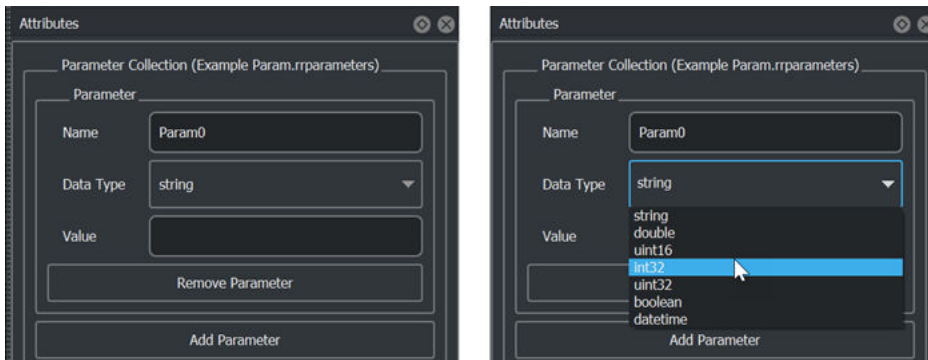 Attributes
Parameter Collection (Example Param.rrparameters)
Parameter
Name Param0
Data Type string
Value
Remove Parameter
Add Parameter
Attributes
Parameter Collection (Example Param.rrparameters)
Parameter
Name Param0
Data Type string
Value
string
double
uint16
int32
uint32
boolean
datetime
Add Parameter